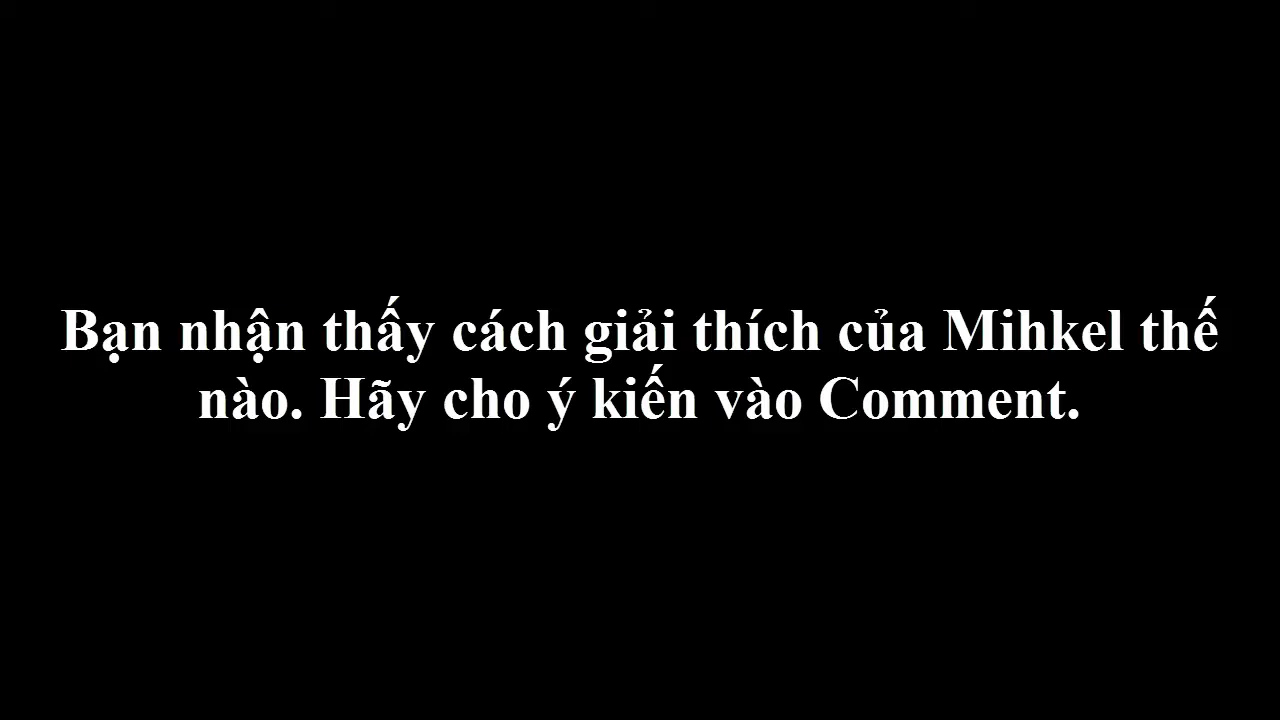 Bạn nhận thấy cách giải thích của Mihkel thế
nào. Hãy cho ý kiến vào Comment.